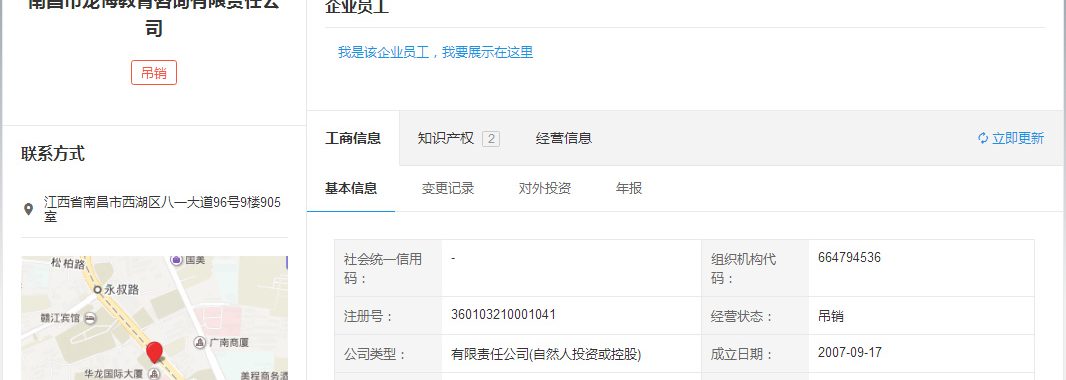 南昌市龙博教育咨询有限责任公
司
吊销
联系方式
江西省南昌市西湖区八一大道96号9楼905
室
松柏路
国美
永叔路
赣江宾馆
广南商厦
华龙国际大厦
美程商务酒
企业员工
我是该企业员工，我要展示在这里
工商信息 知识产权 2 经营信息 立即更新
基本信息 变更记录 对外投资 年报
社会统一信用
码： - 组织机构代
码： 664794536
注册号： 360103210001041 经营状态： 吊销
公司类型： 有限责任公司(自然人投资或控股) 成立日期： 2007-09-17